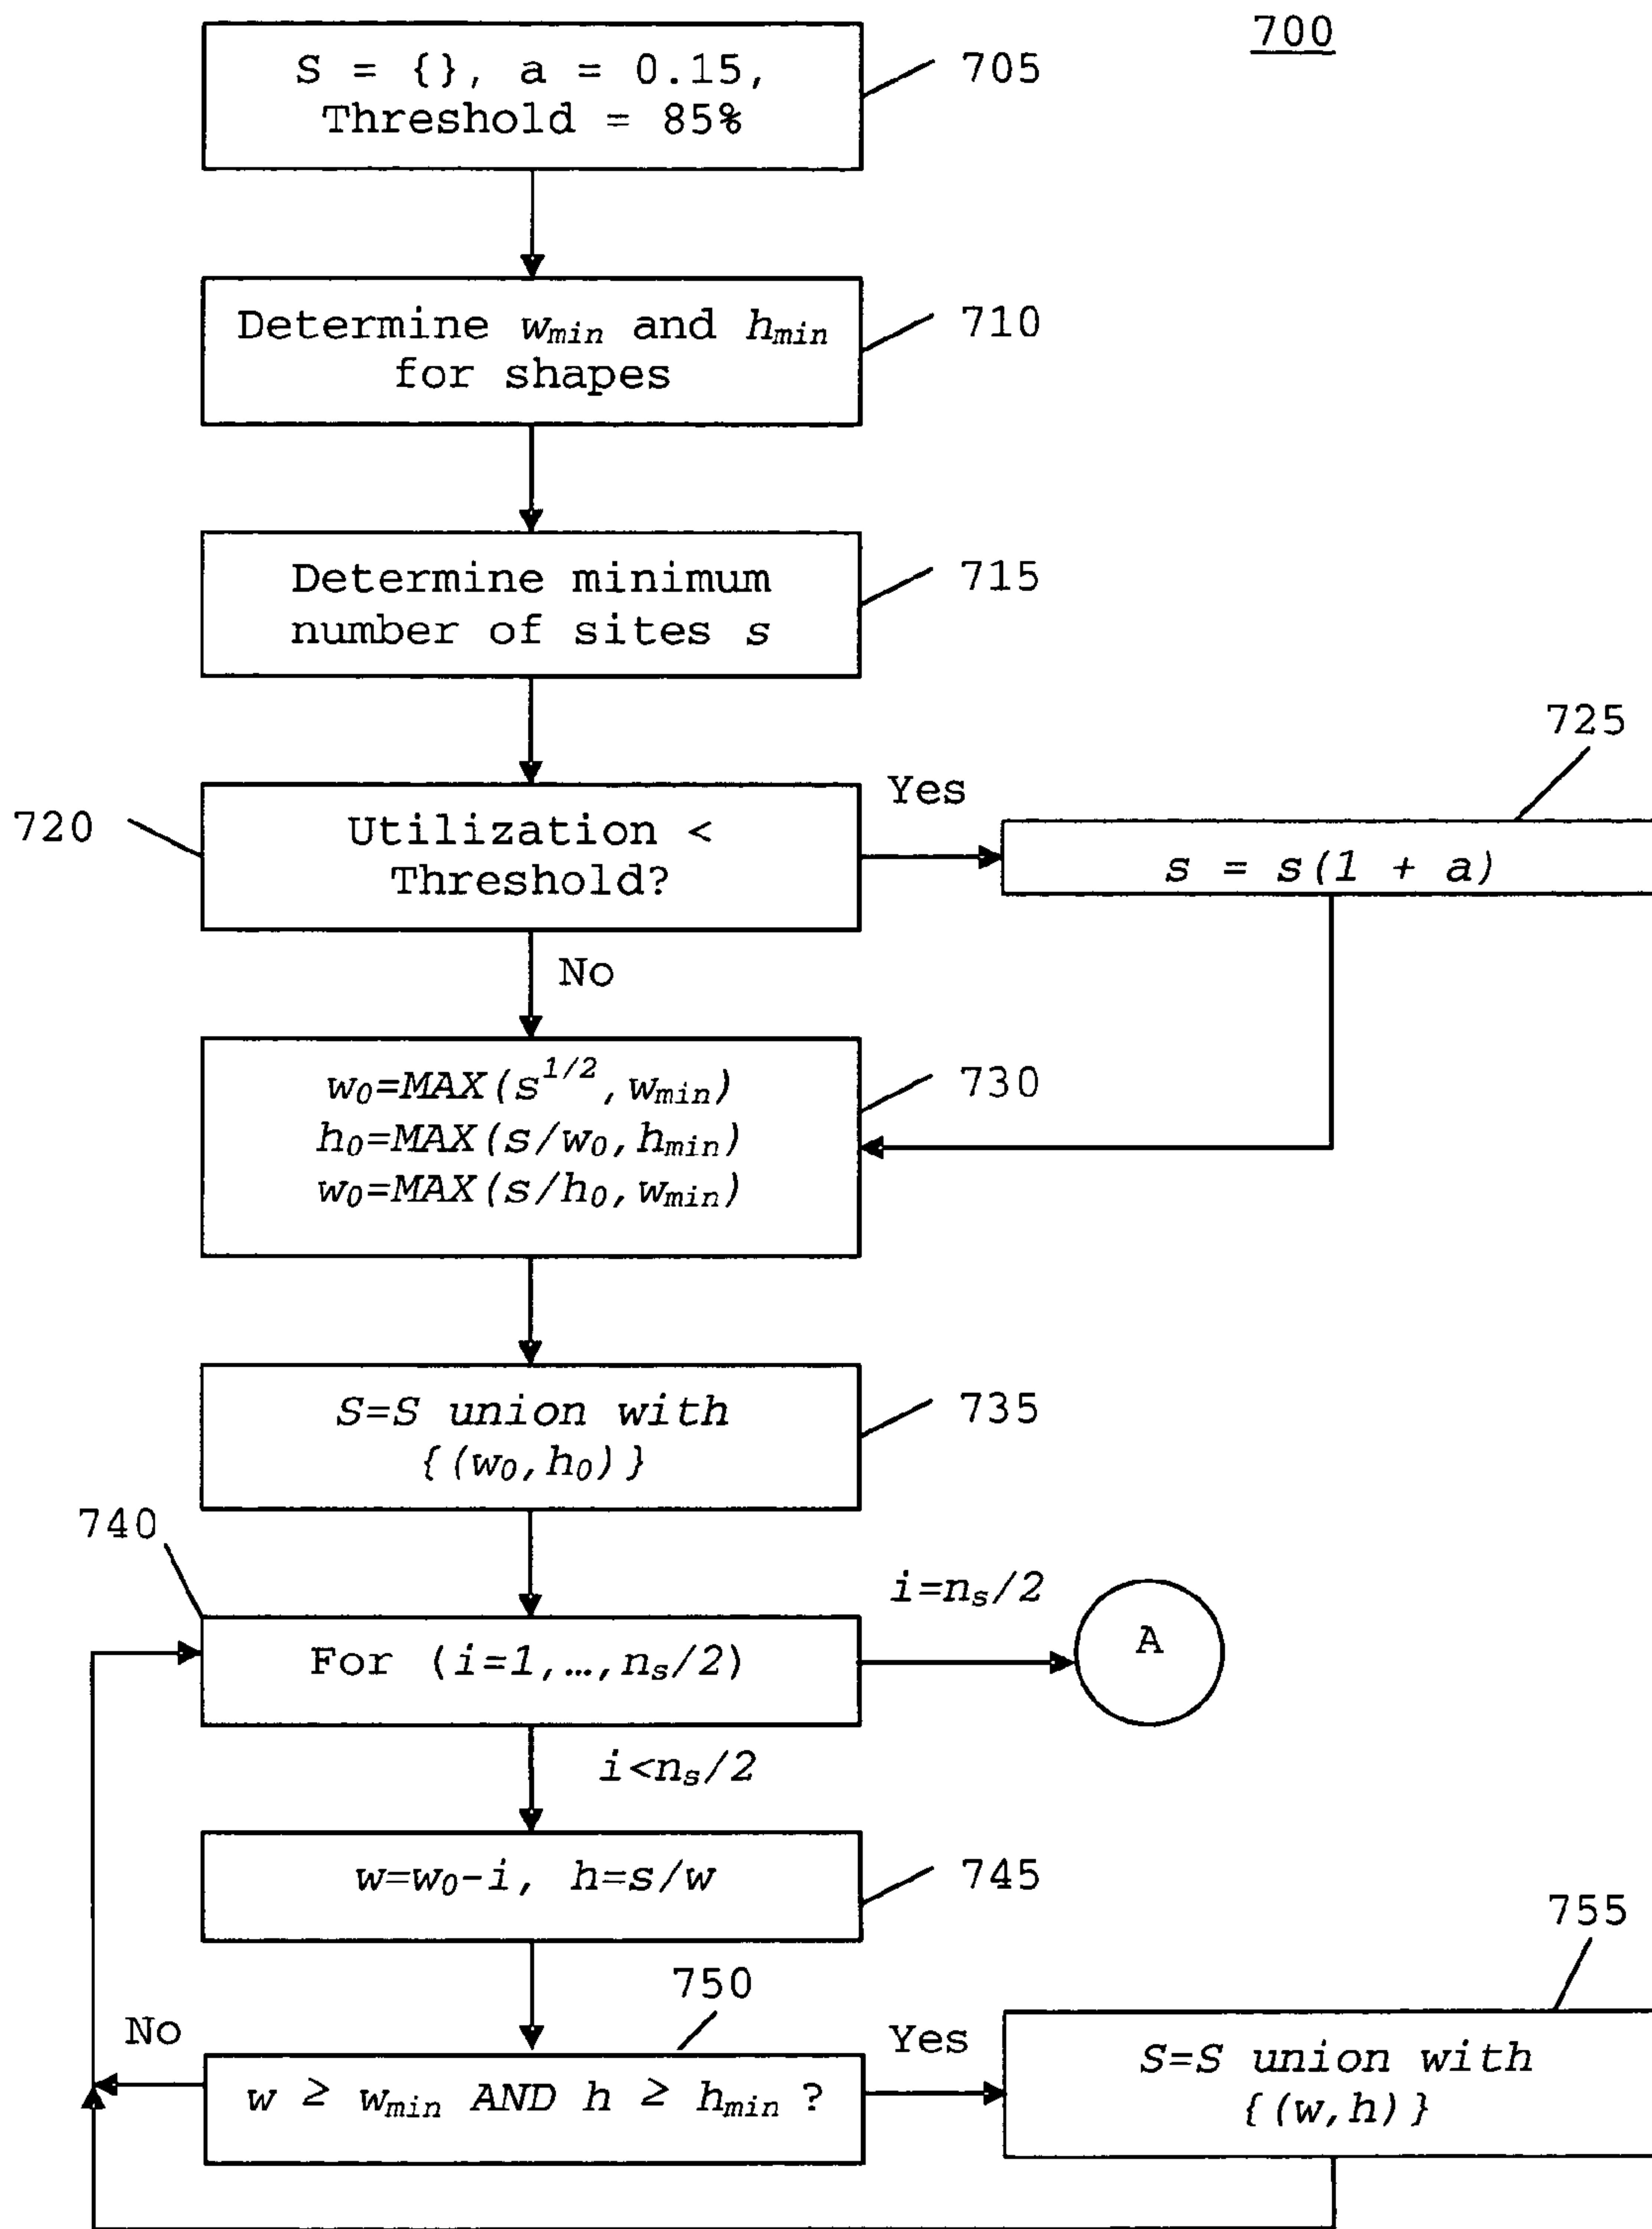 700
S = {}, a = 0.15,
Threshold = 85%
705
Determine wmin and hmin
for shapes
710
Determine minimum
number of sites s
715
725
Utilization <
Threshold?
720
Yes
s = s(1 + a)
No
w0=MAX(s1/2,wmin)
h0=MAX(s/w0,hmin)
w0=MAX(s/h0,wmin)
730
S=S union with
{(w0,h0)}
735
740
For (i=1,…,ns/2)
i=ns/2
A
i<ns/2
w=w0-i, h=s/w
745
750
755
No
w ≥ wmin AND h ≥ hmin ?
Yes
S=S union with
{(w,h)}